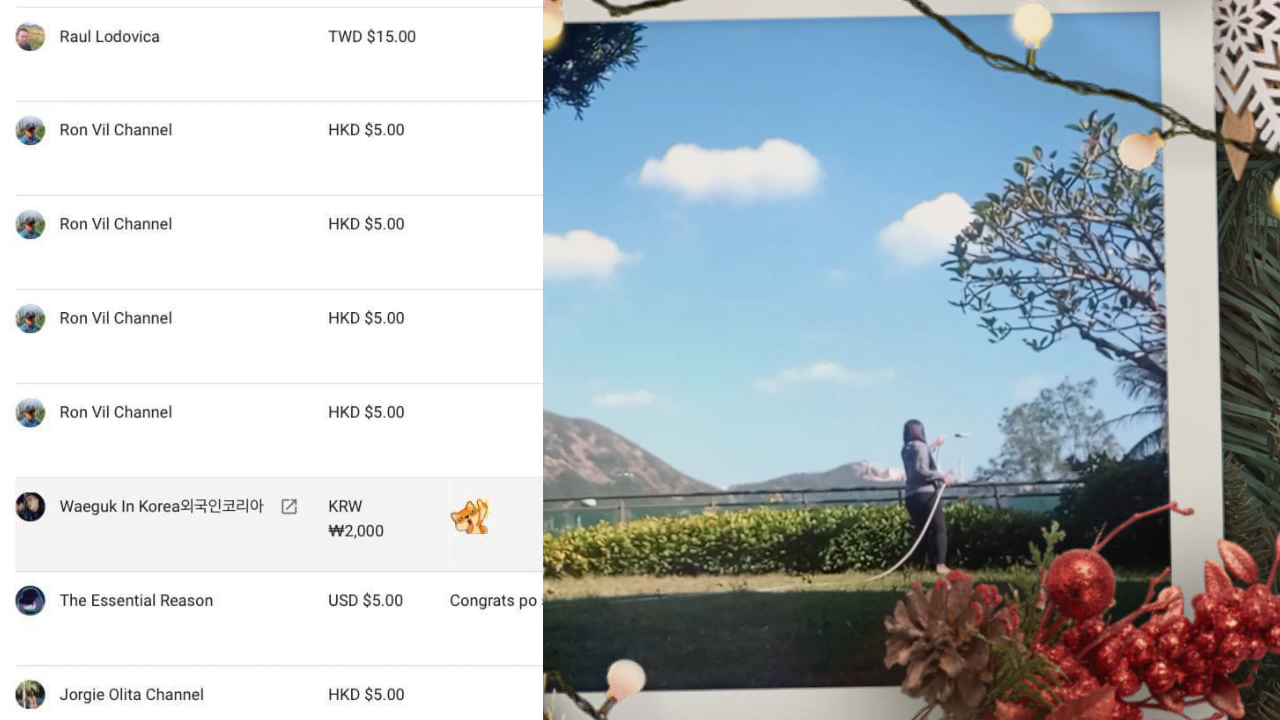 Raul Lodovica TWD $15.00
Ron Vil Channel HKD $5.00
Ron Vil Channel HKD $5.00
Ron Vil Channel HKD $5.00
Ron Vil Channel HKD $5.00
Waeguk In Korea외국인코리아 KRW
₩2,000
The Essential Reason USD $5.00 Congrats po
Jorgie Olita Channel HKD $5.00